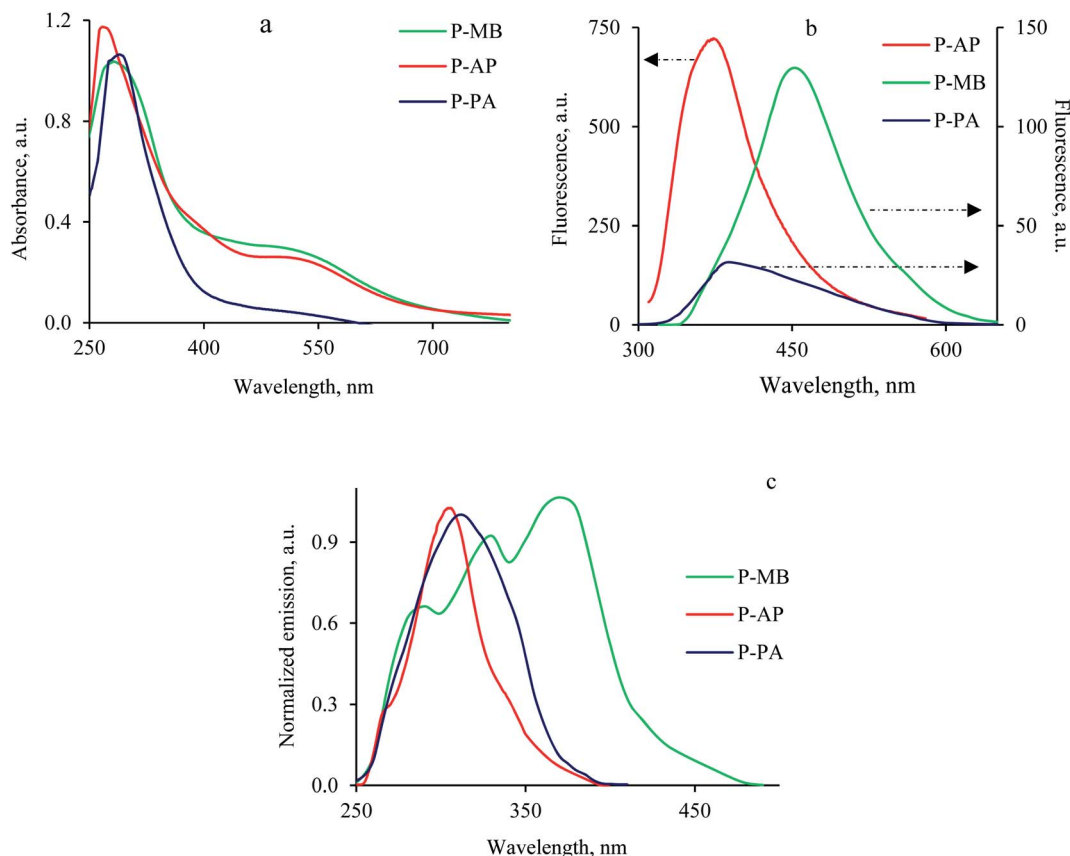 a
1.2
0.8
0.4
0.0
Absorbance, a.u.
250
400
550
700
Wavelength, nm
P-MB
P-AP
P-PA
b
750
500
250
0
Fluorescence, a.u.
150
100
50
0
Fluorescence, a.u.
300
450
600
Wavelength, nm
P-AP
P-MB
P-PA
c
0.9
0.6
0.3
0.0
Normalized emission, a.u.
250
350
450
Wavelength, nm
P-MB
P-AP
P-PA